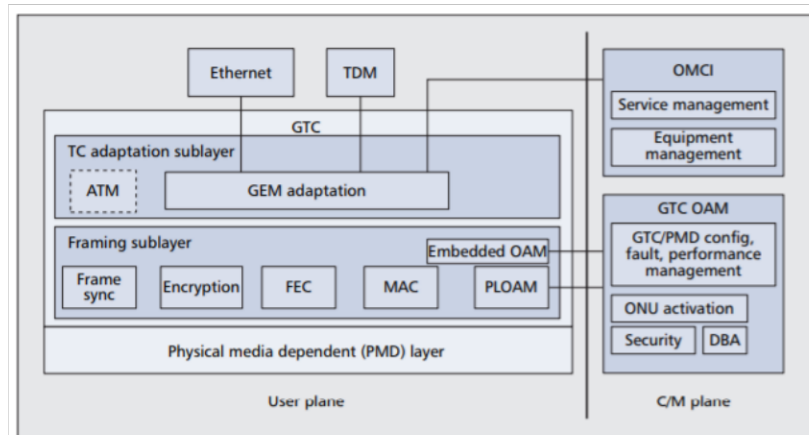 Ethernet
TDM
OMCI
Service management
Equipment
management
GTC
TC adaptation sublayer
ATM
GEM adaptation
GTC OAM
GTC/PMD config,
fault, performance
management
ONU activation
Security
DBA
Framing sublayer
Embedded OAM
Frame
sync
Encryption
FEC
MAC
PLOAM
Physical media dependent (PMD) layer
User plane
C/M plane